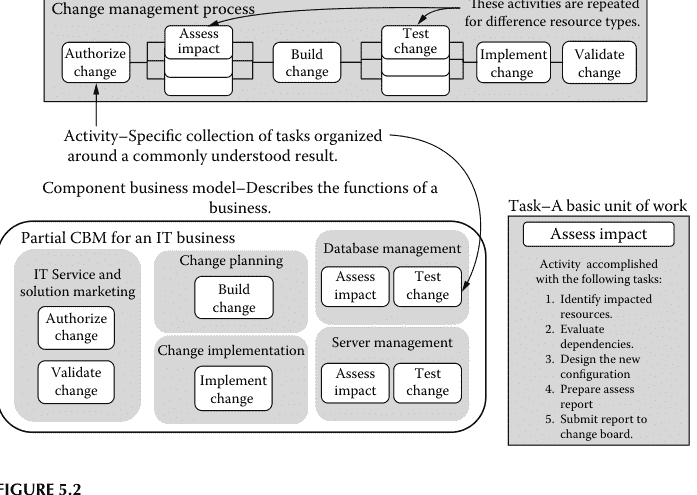 Change management process
These activities are repeated
for difference resource types.
Authorize
change
Assess
impact
Build
change
Test
change
Implement
change
Validate
change
Activity–Specific collection of tasks organized
around a commonly understood result.
Component business model–Describes the functions of a
business.
Partial CBM for an IT business
IT Service and
solution marketing
Authorize
change
Validate
change
Change planning
Build
change
Change implementation
Implement
change
Database management
Assess
impact
Test
change
Server management
Assess
impact
Test
change
Task–A basic unit of work
Assess impact
Activity accomplished
with the following tasks:
1. Identify impacted
resources.
2. Evaluate
dependencies.
3. Design the new
configuration
4. Prepare assess
report
5. Submit report to
change board.
FIGURE 5.2